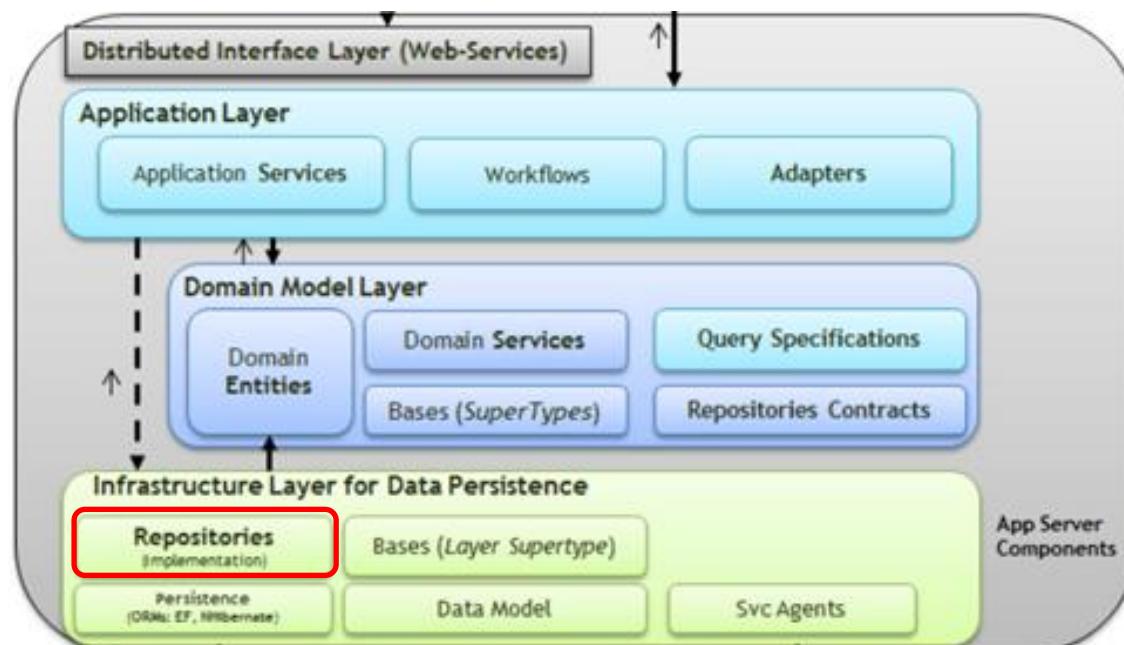 Distributed Interface Layer (Web-Services)
Application Layer
Application Services
Workflows
Adapters
Domain Model Layer
Domain
Entities
Domain Services
Query Specifications
Bases (SuperTypes)
Repositories Contracts
Infrastructure Layer for Data Persistence
Repositories
(Implementation)
Bases (Layer Supertype)
App Server
Components
Persistence
(ORMs: EF, NHibernate)
Data Model
Svc Agents